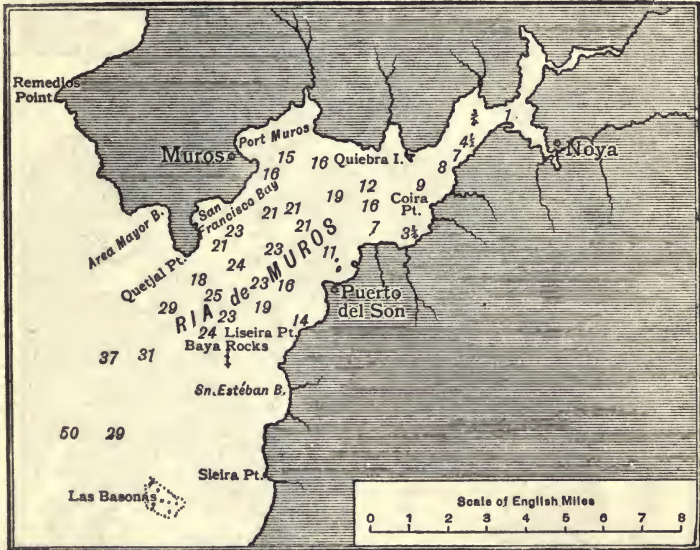 Remedios
Point
Port Muros
Muros
15
16
16
Quiebra I.
¾
1
4½
7
8
Noya
12
9
19
16
Coira
Pt.
San
Francisco Bay
21
21
23
21
7
3½
Area Mayor B.
21
23
11
Quejal Pt.
24
RIA de MUROS
18
23
16
25
Puerto
del Son
29
23
19
14
24
Liseira Pt.
Baya Rocks
37
31
Sn. Estéban B.
50
29
Sieira Pt.
Las Basonas
Scale of English Miles
0 1 2 3 4 5 6 7 8